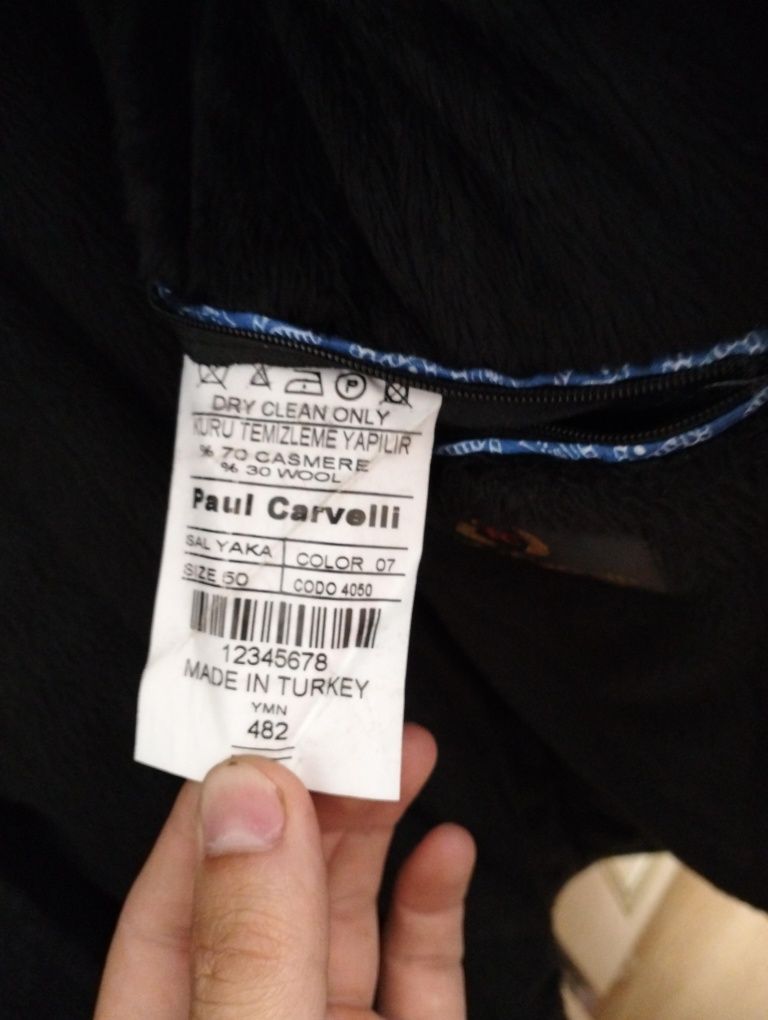 DRY CLEAN ONLY
KURU TEMIZLEME YAPILIR
% 70 CASMERE
% 30 WOOL
Paul Carvelli
SAL YAKA COLOR 07
SIZE 50 CODO 4050
12345678
MADE IN TURKEY
YMN
482